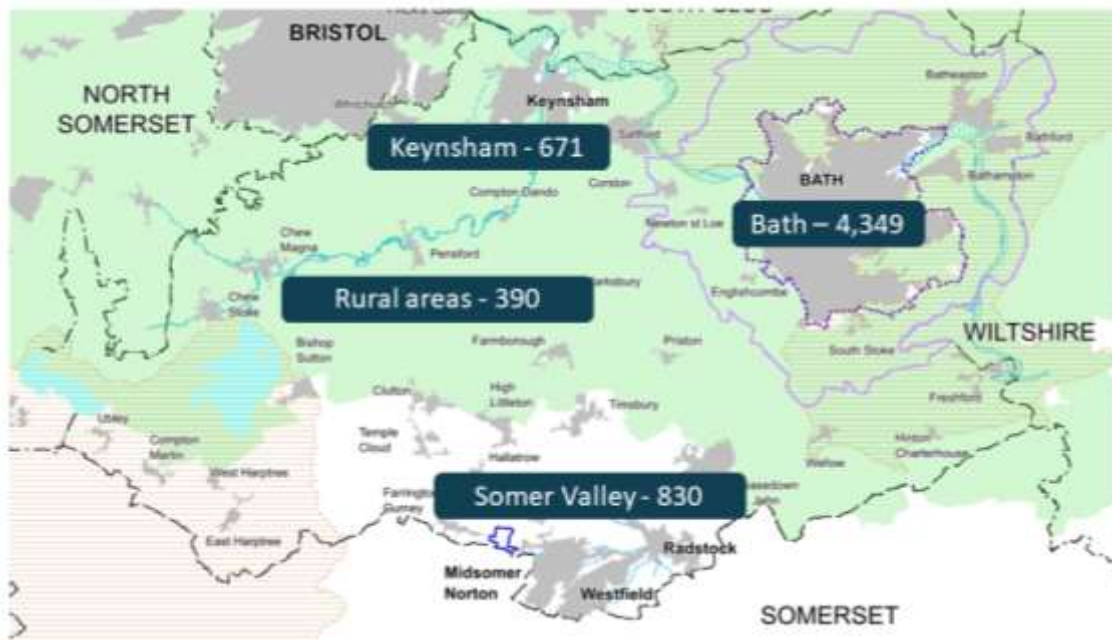 BRISTOL
NORTH
SOMERSET
Keynsham
Batheaston
Saltford
Bathford
Keynsham - 671
BATH
Bathampton
Compton Dando
Corston
Newton st Loe
Bath – 4,349
Chew
Magna
Pensford
Rural areas - 390
Englishcombe
Chew
Stoke
WILTSHIRE
Bishop
Sutton
Farmborough
Priston
South Stoke
Clutton
High
Littleton
Timsbury
Freshford
Ubley
Temple
Cloud
Compton
Martin
Hallatrow
Hinton
Charterhouse
Wellow
West Harptree
Somer Valley - 830
Gurney
East Harptree
Radstock
Midsomer
Norton
Westfield
SOMERSET